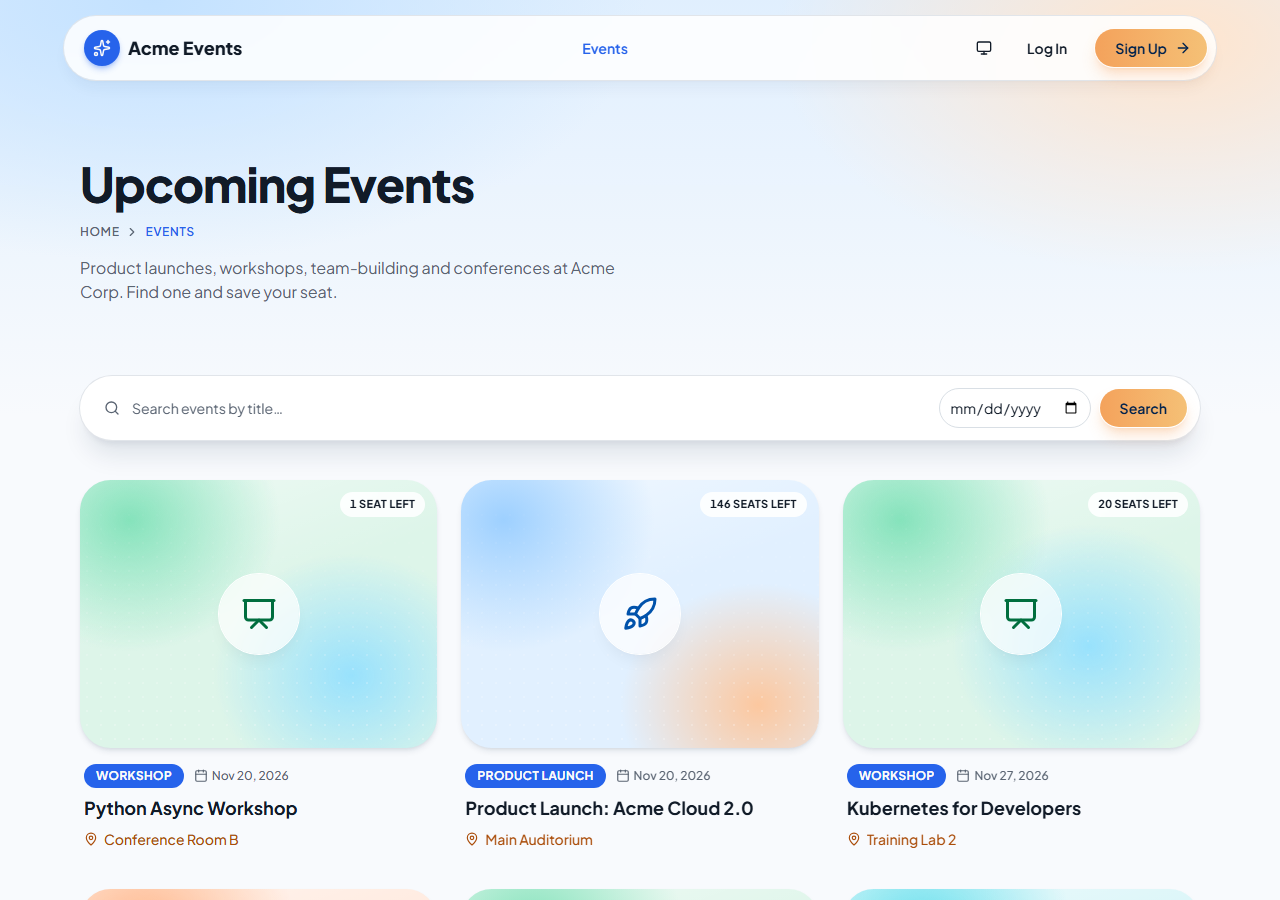 Acme Events
Events
Log In
Sign Up
Upcoming Events
HOME
EVENTS
Product launches, workshops, team-building and conferences at Acme
Corp. Find one and save your seat.
Search events by title...
mm/dd/yyyy
Search
1 SEAT LEFT
146 SEATS LEFT
20 SEATS LEFT
WORKSHOP
Nov 20, 2026
Python Async Workshop
Conference Room B
PRODUCT LAUNCH
Nov 20, 2026
Product Launch: Acme Cloud 2.0
Main Auditorium
WORKSHOP
Nov 27, 2026
Kubernetes for Developers
Training Lab 2